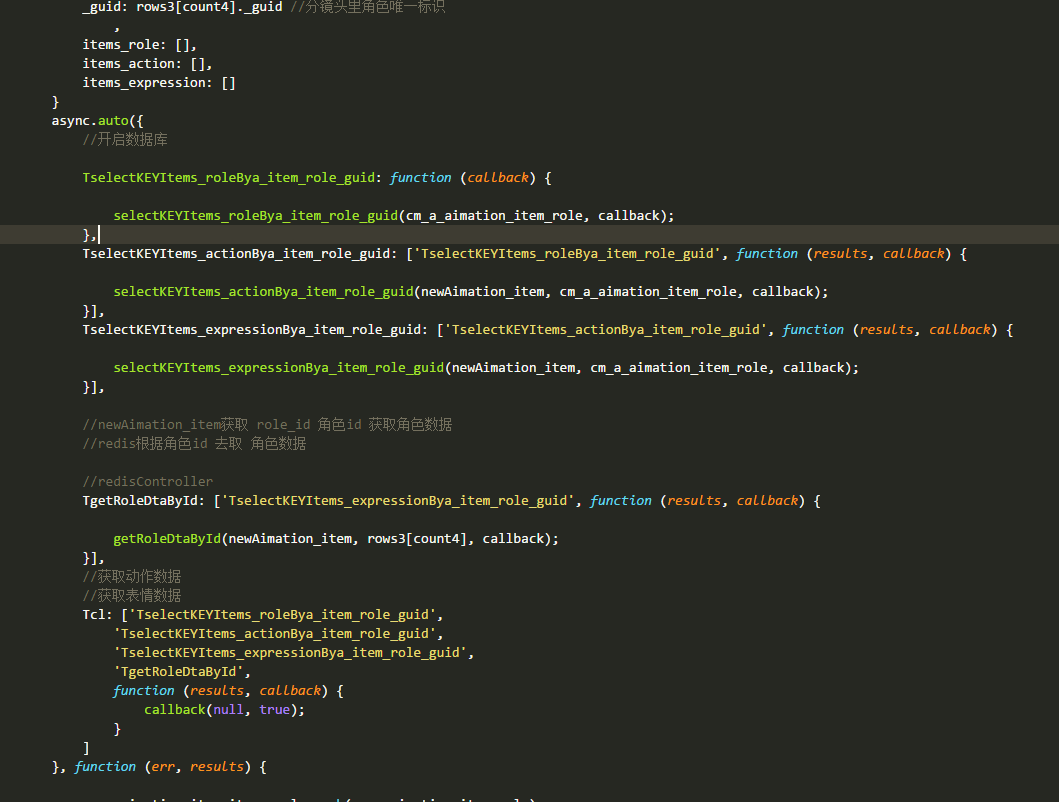 _guid: rows3[count4]._guid //分镜头里角色唯一标识
,
items_role: [],
items_action: [],
items_expression: []
}
async.auto({
//开启数据库
TselectKEYItems_roleBya_item_role_guid: function (callback) {
selectKEYItems_roleBya_item_role_guid(cm_a_aimation_item_role, callback);
},
TselectKEYItems_actionBya_item_role_guid: ['TselectKEYItems_roleBya_item_role_guid', function (results, callback) {
selectKEYItems_actionBya_item_role_guid(newAimation_item, cm_a_aimation_item_role, callback);
}],
TselectKEYItems_expressionBya_item_role_guid: ['TselectKEYItems_actionBya_item_role_guid', function (results, callback) {
selectKEYItems_expressionBya_item_role_guid(newAimation_item, cm_a_aimation_item_role, callback);
}],
//newAimation_item获取 role_id 角色id 获取角色数据
//redis根据角色id 去取 角色数据
//redisController
TgetRoleDtaById: ['TselectKEYItems_expressionBya_item_role_guid', function (results, callback) {
getRoleDtaById(newAimation_item, rows3[count4], callback);
}],
//获取动作数据
//获取表情数据
Tcl: ['TselectKEYItems_roleBya_item_role_guid',
'TselectKEYItems_actionBya_item_role_guid',
'TselectKEYItems_expressionBya_item_role_guid',
'TgetRoleDtaById',
function (results, callback) {
callback(null, true);
}
]
}, function (err, results) {